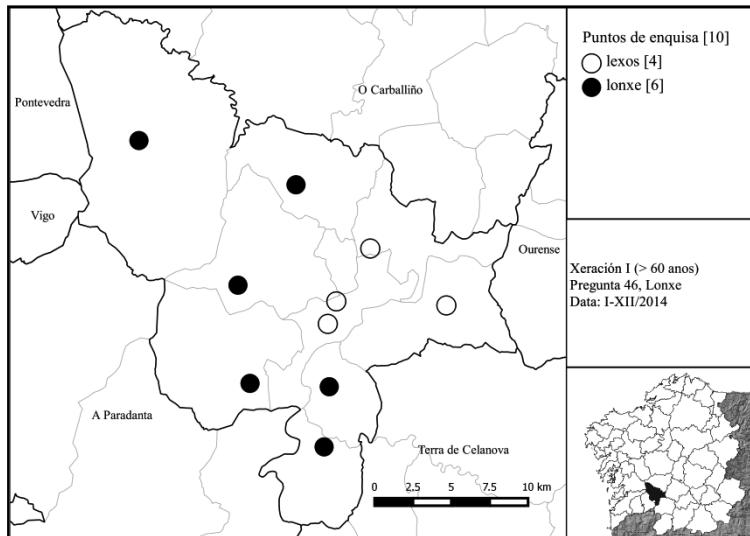 Pontevedra
O Carballiño
Vigo
Ourense
A Paradanta
Terra de Celanova
0 2,5 5 7,5 10 km
Puntos de enquisa [10]
lexos [4]
lonxe [6]
Xeración I (> 60 anos)
Pregunta 46, Lonxe
Data: I-XII/2014